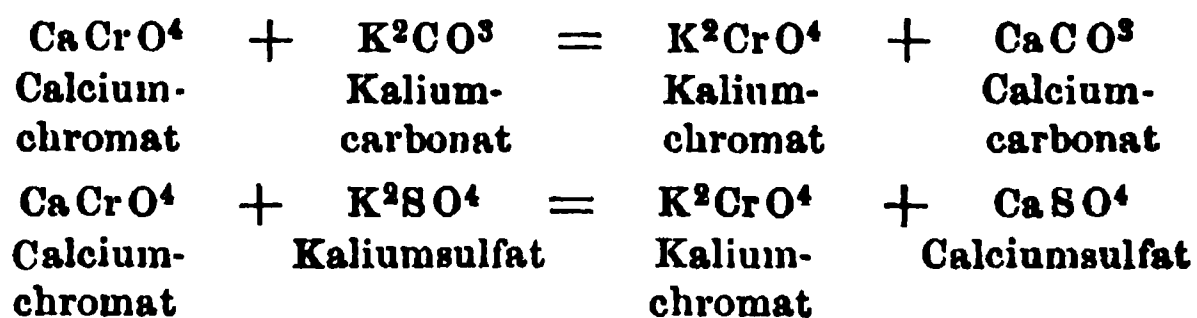 CaCrO⁴ + K²CO³ = K²CrO⁴ + CaCO³
Calcium- Kalium- Kalium- Calcium-
chromat carbonat chromat carbonat
CaCrO⁴ + K²SO⁴ = K²CrO⁴ + CaSO⁴
Calcium- Kaliumsulfat Kalium- Calciumsulfat
chromat chromat